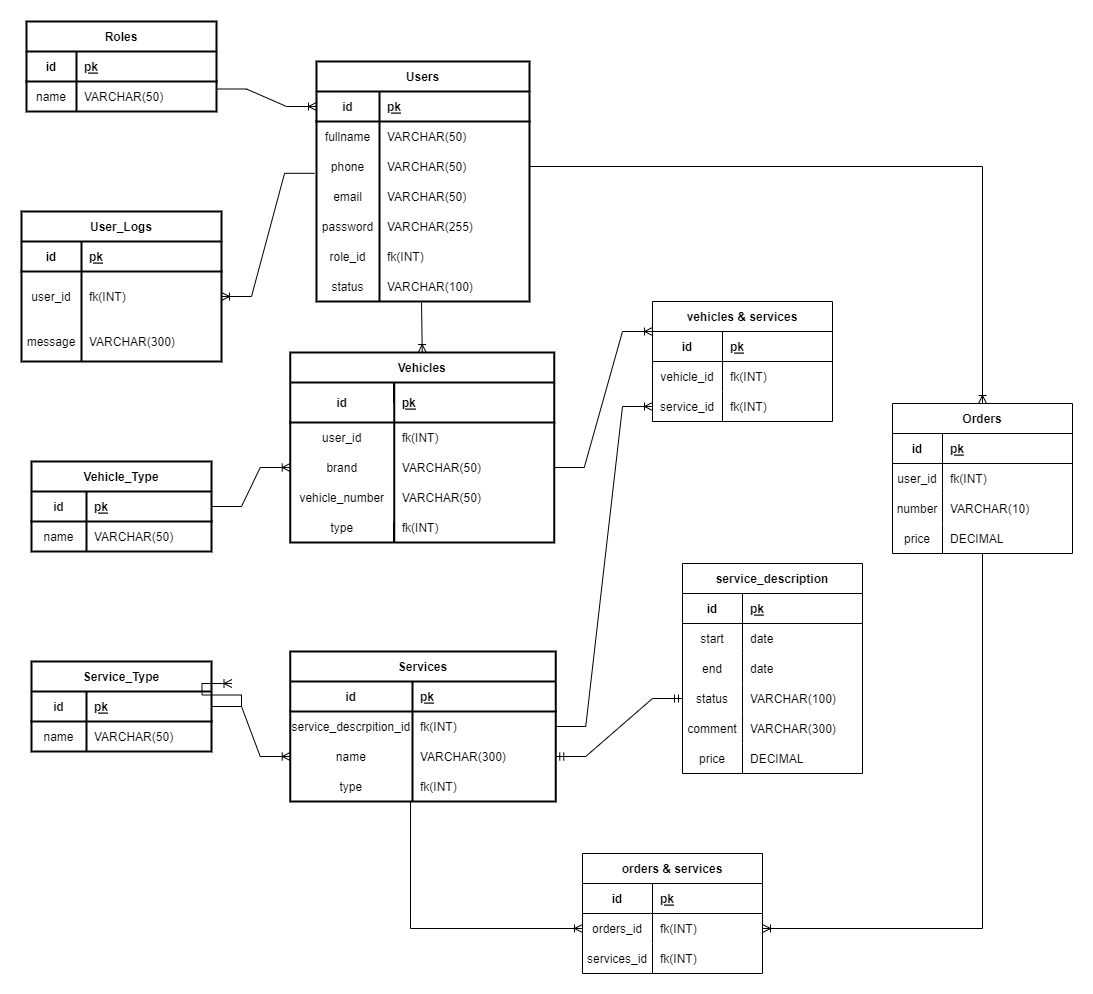 Roles
id pk
name VARCHAR(50)
Users
id pk
fullname VARCHAR(50)
phone VARCHAR(50)
email VARCHAR(50)
password VARCHAR(255)
role_id fk(INT)
status VARCHAR(100)
User_Logs
id pk
user_id fk(INT)
message VARCHAR(300)
vehicles & services
id pk
vehicle_id fk(INT)
service_id fk(INT)
Vehicles
id pk
user_id fk(INT)
brand VARCHAR(50)
vehicle_number VARCHAR(50)
type fk(INT)
Orders
id pk
user_id fk(INT)
number VARCHAR(10)
price DECIMAL
Vehicle_Type
id pk
name VARCHAR(50)
service_description
id pk
start date
end date
status VARCHAR(100)
comment VARCHAR(300)
price DECIMAL
Service_Type
id pk
name VARCHAR(50)
Services
id pk
service_descrpition_id fk(INT)
name VARCHAR(300)
type fk(INT)
orders & services
id pk
orders_id fk(INT)
services_id fk(INT)